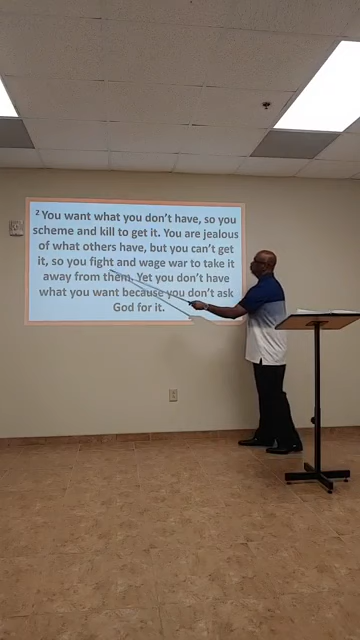 2 You want what you don't have, so you
scheme and kill to get it. You are jealous
of what others have, but you can't get
it, so you fight and wage war to take it
away from them. Yet you don't have
what you want because you don't ask
God for it.